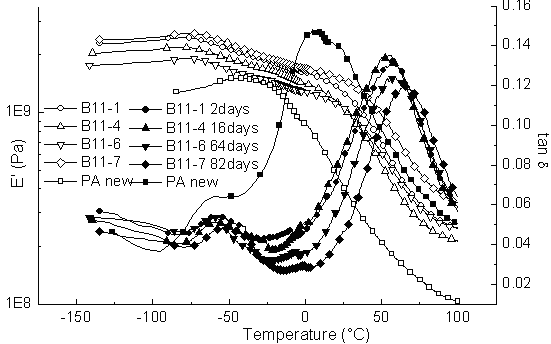 0.16
0.14
0.12
0.10
0.08
0.06
0.04
0.02
tan δ
1E9
E' (Pa)
1E8
B11-1 B11-1 2days
B11-4 B11-4 16days
B11-6 B11-6 64days
B11-7 B11-7 82days
PA new PA new
-150 -100 -50 0 50 100
Temperature (°C)